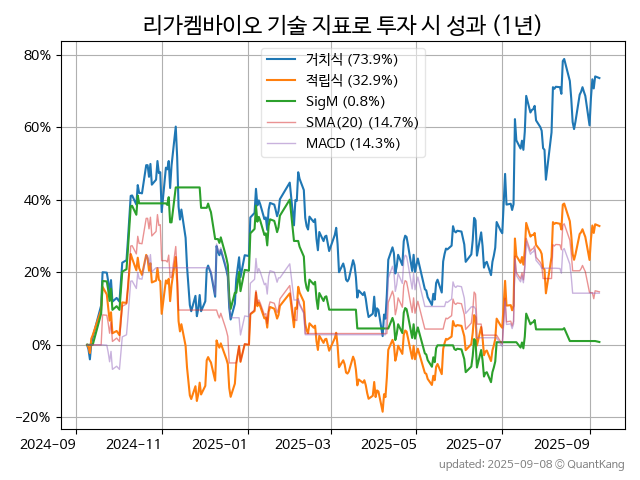 리가켐바이오 기술 지표로 투자 시 성과 (1년)
거치식 (73.9%)
적립식 (32.9%)
SigM (0.8%)
SMA(20) (14.7%)
MACD (14.3%)
80%
60%
40%
20%
0%
−20%
2024-09 2024-11 2025-01 2025-03 2025-05 2025-07 2025-09
updated: 2025-09-08 © QuantKang